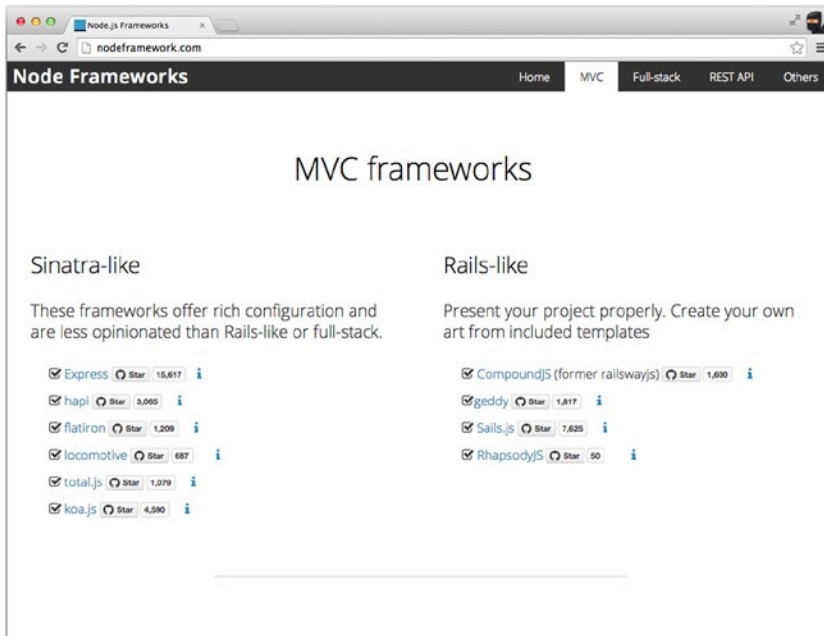 Node.js Frameworks
nodeframework.com
Node Frameworks
Home MVC Full-stack REST API Others
MVC frameworks
Sinatra-like
These frameworks offer rich configuration and
are less opinionated than Rails-like or full-stack.
Express Star 15,617
hapi Star 3,065
flatiron Star 1,209
locomotive Star 687
total.js Star 1,079
koa.js Star 4,590
Rails-like
Present your project properly. Create your own
art from included templates
CompoundJS (former railswayjs) Star 1,600
geddy Star 1,817
Sails.js Star 7,625
RhapsodyJS Star 50